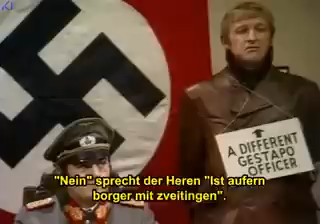 A DIFFERENT
GESTAPO
OFFICER
"Nein" sprecht der Heren "Ist aufern
borger mit zveitingen".